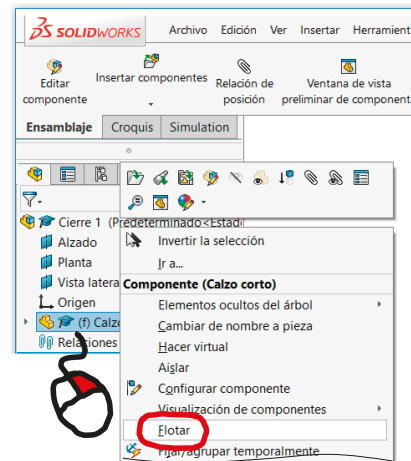 SOLIDWORKS
Archivo Edición Ver Insertar Herramient
Editar componente
Insertar componentes
Relación de posición
Ventana de vista preliminar de component
Ensamblaje Croquis Simulation
Cierre 1 (Predeterminado<Estad
Alzado
Planta
Vista latera
Origen
(f) Calzo
Relaciones
Invertir la selección
Ir a...
Componente (Calzo corto)
Elementos ocultos del árbol
Cambiar de nombre a pieza
Hacer virtual
Aislar
Configurar componente
Visualización de componentes
Flotar
Fijar/agrupar temporalmente